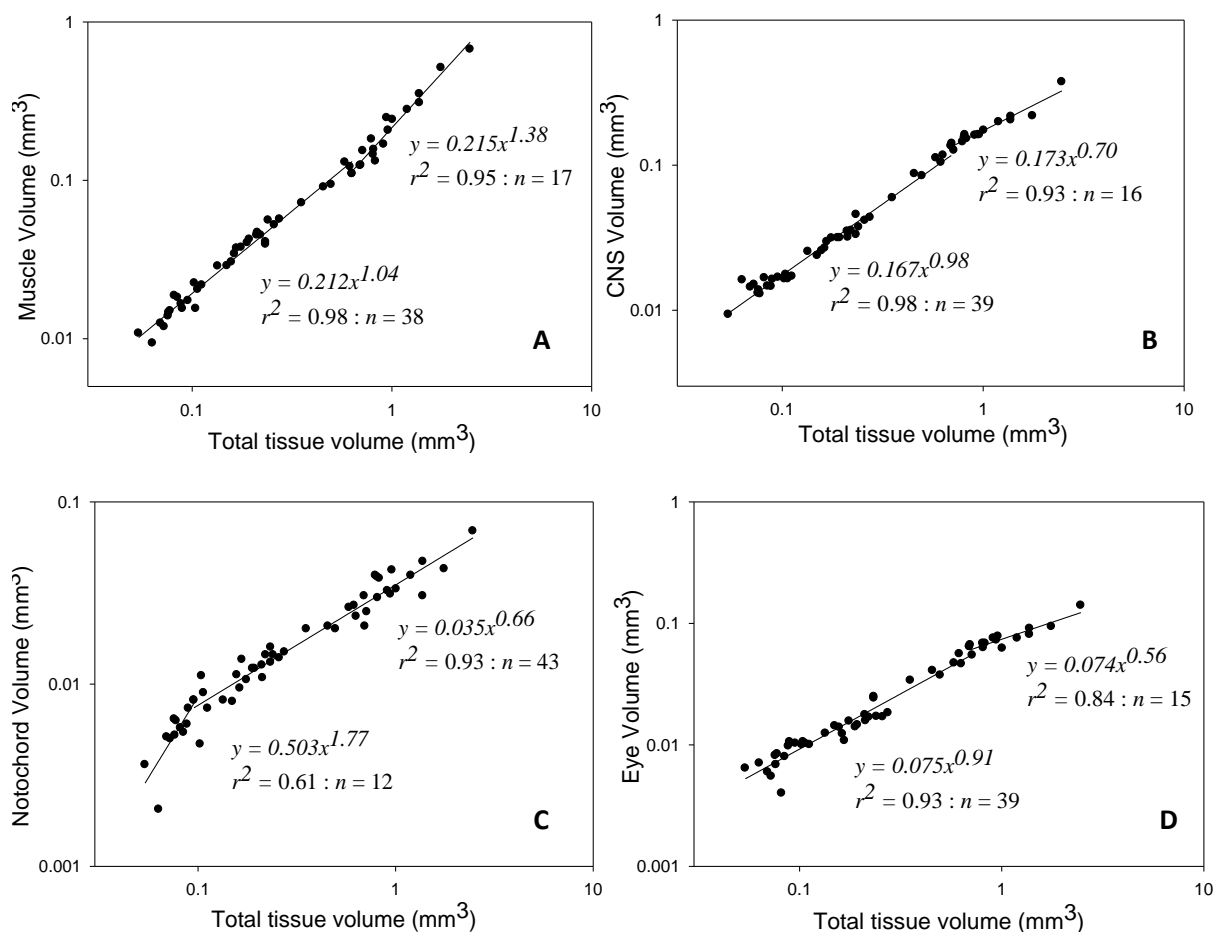 1
0.1
0.01
Muscle Volume (mm3)
y = 0.215x1.38
r2 = 0.95 : n = 17
y = 0.212x1.04
r2 = 0.98 : n = 38
A
0.1 1 10
Total tissue volume (mm3)
1
0.1
0.01
CNS Volume (mm3)
y = 0.173x0.70
r2 = 0.93 : n = 16
y = 0.167x0.98
r2 = 0.98 : n = 39
B
0.1 1 10
Total tissue volume (mm3)
0.1
0.01
0.001
Notochord Volume (mm3)
y = 0.035x0.66
r2 = 0.93 : n = 43
y = 0.503x1.77
r2 = 0.61 : n = 12
C
0.1 1 10
Total tissue volume (mm3)
1
0.1
0.01
0.001
Eye Volume (mm3)
y = 0.074x0.56
r2 = 0.84 : n = 15
y = 0.075x0.91
r2 = 0.93 : n = 39
D
0.1 1 10
Total tissue volume (mm3)